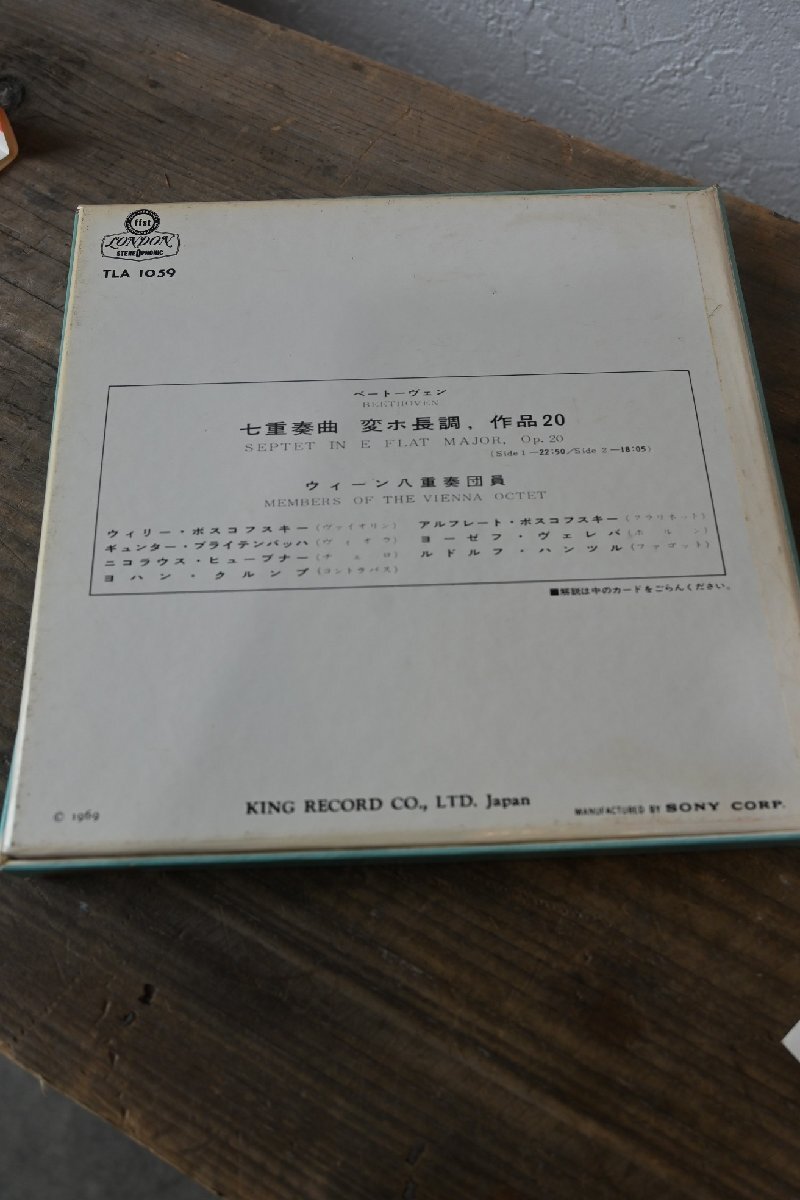 ffst
LONDON
STEREOPHONIC
TLA 1059
ベートーヴェン
BEETHOVEN
七重奏曲 変ホ長調，作品20
SEPTET IN E FLAT MAJOR, Op. 20
(Side 1—22:50/Side 2—18:05)
ウィーン八重奏団員
MEMBERS OF THE VIENNA OCTET
ウィリー・ボスコフスキー(ヴァイオリン)
ギュンター・ブライテンバッハ(ヴィオラ)
ニコラウス・ヒューブナー(チェロ)
ヨハン・クルンプ(コントラバス)
アルフレート・ボスコフスキー(クラリネット)
ヨーゼフ・ヴェレバ(ホルン)
ルドルフ・ハンツル(ファゴット)
■解説は中のカードをごらんください。
© 1969
KING RECORD CO., LTD. Japan
MANUFACTURED BY SONY CORP.